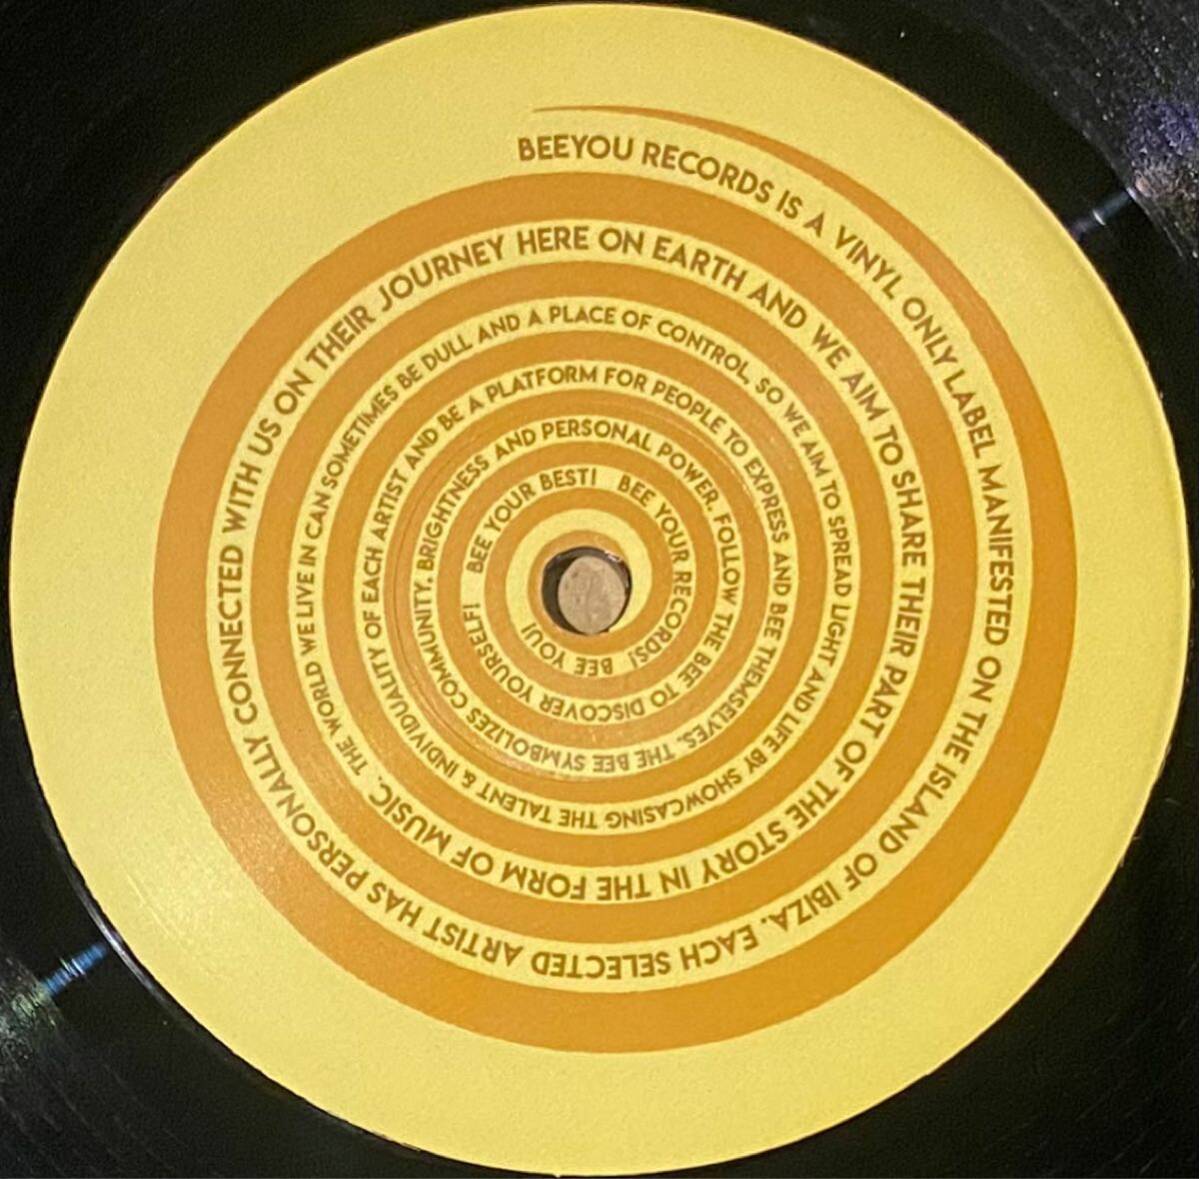 BEEYOU RECORDS IS A VINYL ONLY LABEL MANIFESTED ON THE ISLAND OF IBIZA. EACH SELECTED ARTIST HAS PERSONALLY CONNECTED WITH US ON THEIR JOURNEY HERE ON EARTH AND WE AIM TO SHARE THEIR PART OF THE STORY IN THE FORM OF MUSIC. THE WORLD WE LIVE IN CAN SOMETIMES BE DULL AND A PLACE OF CONTROL, SO WE AIM TO SPREAD LIGHT AND LIFE BY SHOWCASING THE TALENT & INDIVIDUALITY OF EACH ARTIST AND BE A PLATFORM FOR PEOPLE TO EXPRESS AND BEE THEMSELVES. THE BEE SYMBOLIZES COMMUNITY, BRIGHTNESS AND PERSONAL POWER. FOLLOW THE BEE TO DISCOVER YOURSELF! BEE YOUR BEST! BEE YOUR RECORDS! BEE YOU!